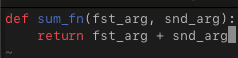 def sum_fn(fst_arg, snd_arg):
    return fst_arg + snd_arg
~